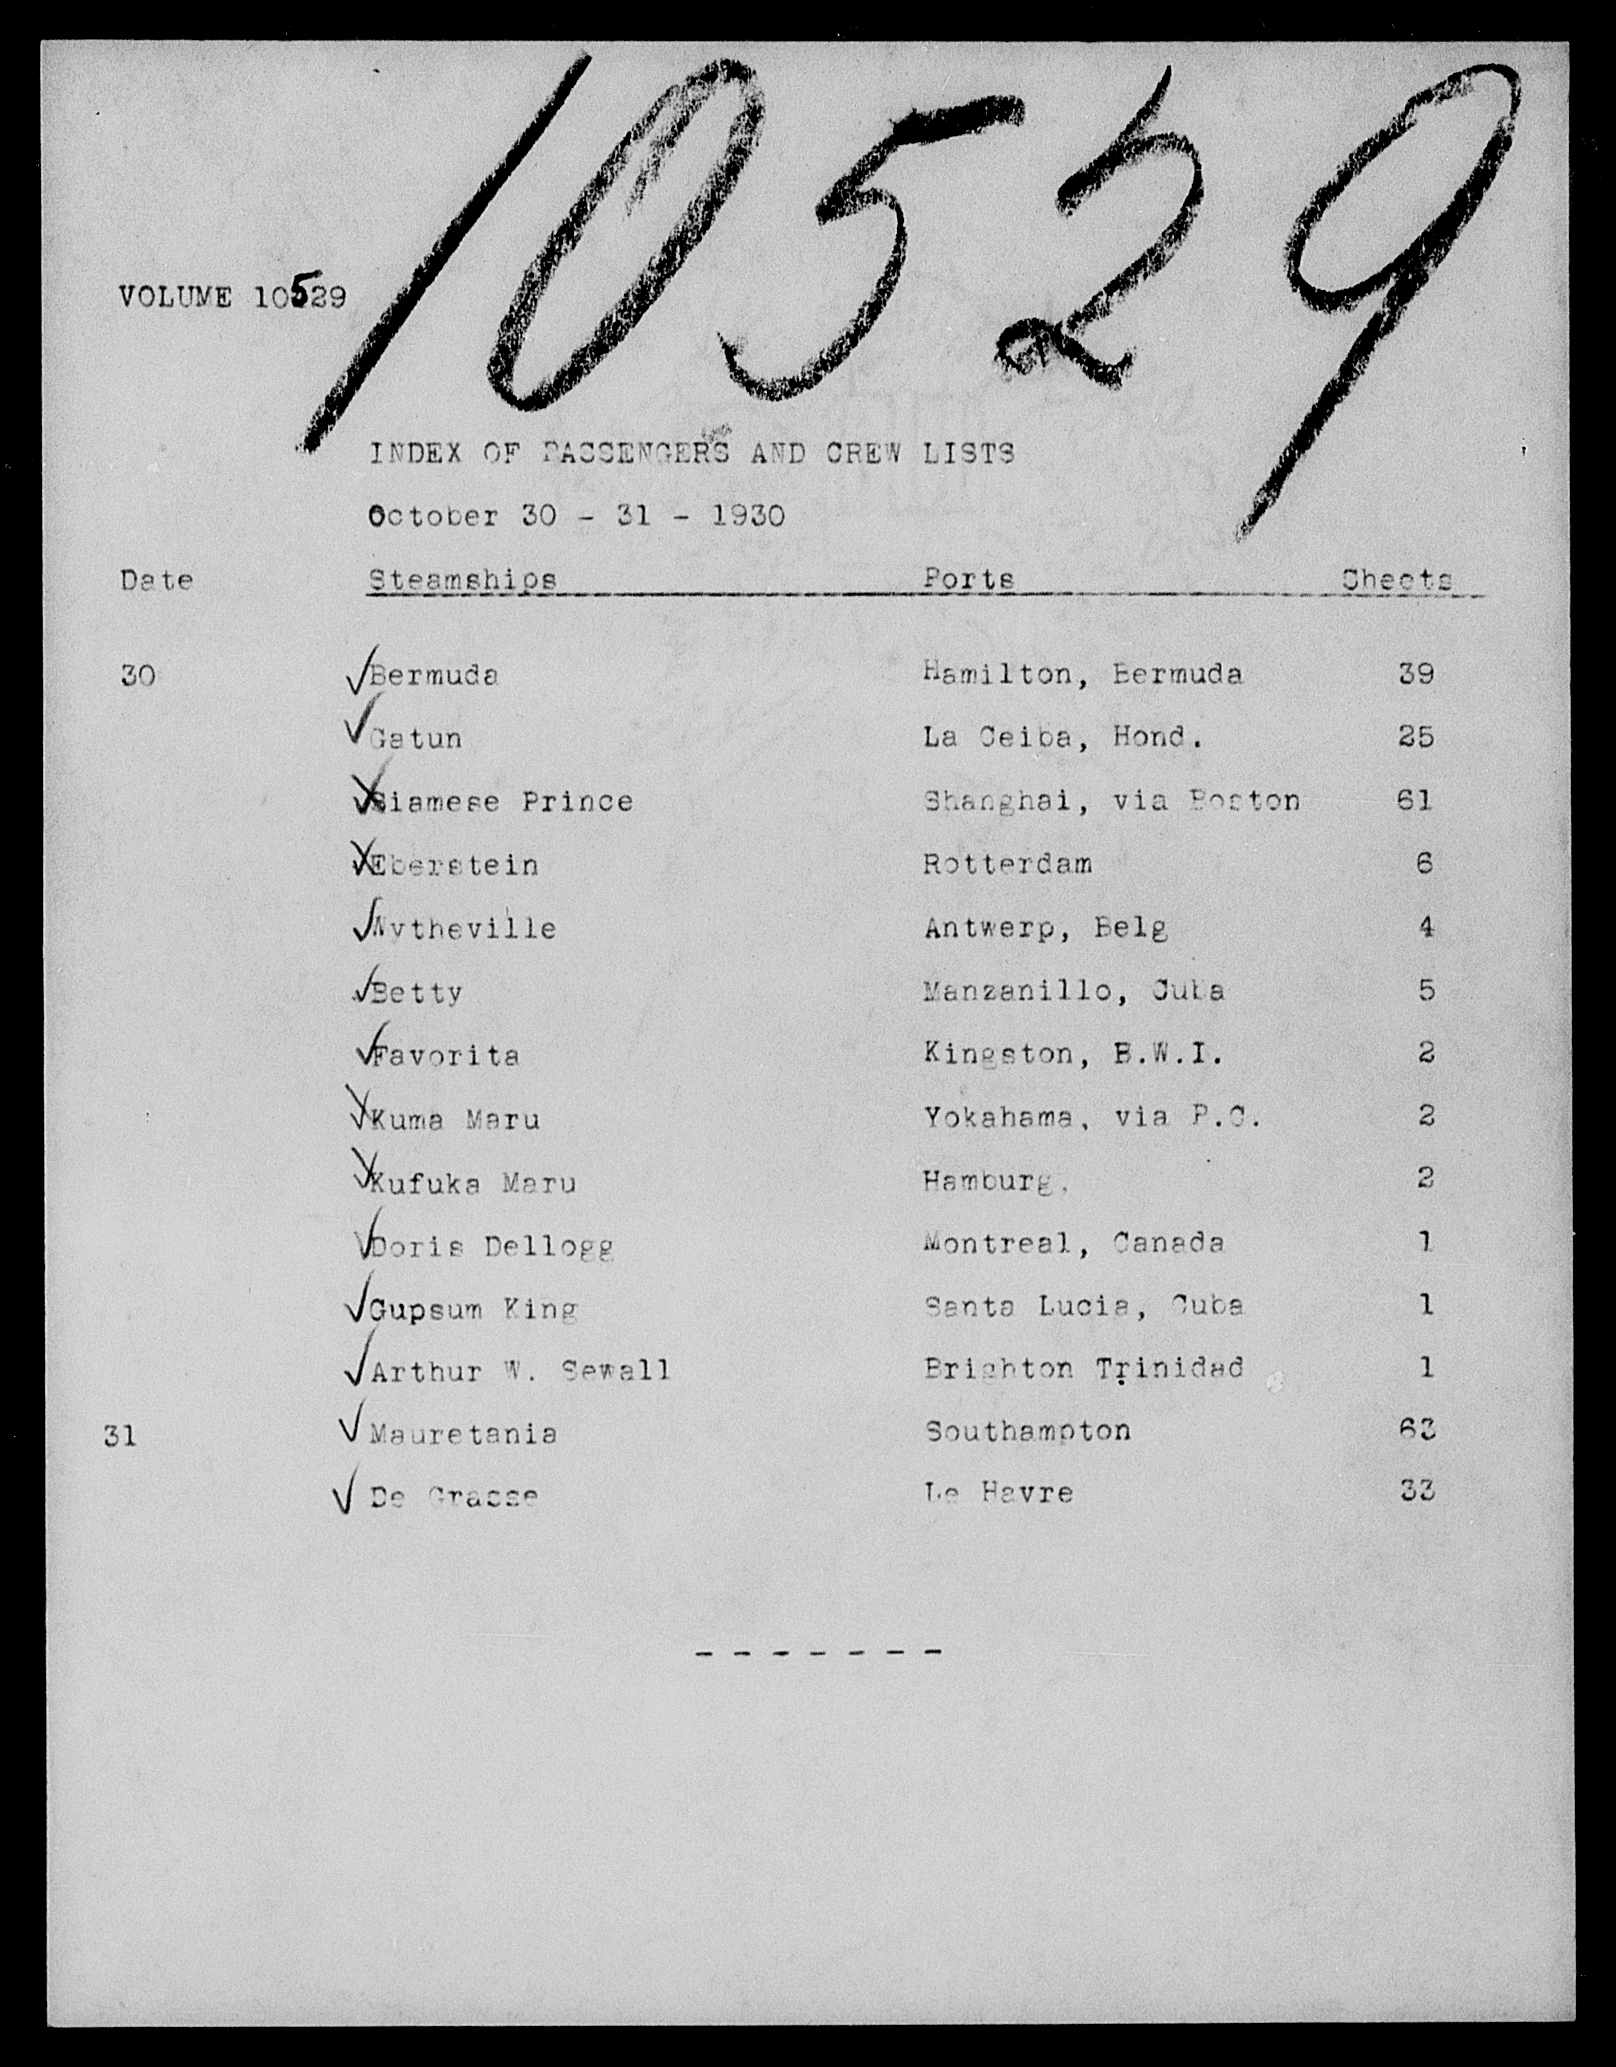 10529
VOLUME 10529
INDEX OF PASSENGERS AND CREW LISTS
October 30 - 31 - 1930
Date Steamships Ports Sheets
30 Bermuda Hamilton, Bermuda 39
Gatun La Ceiba, Hond. 25
Siamese Prince Shanghai, via Boston 61
Eberstein Rotterdam 6
Wytheville Antwerp, Belg 4
Betty Manzanillo, Cuba 5
Favorita Kingston, B.W.I. 2
Kuma Maru Yokahama, via P.C. 2
Kufuka Maru Hamburg. 2
Doris Dellogg Montreal, Canada 1
Gupsum King Santa Lucia, Cuba 1
Arthur W. Sewall Brighton Trinidad 1
31 Mauretania Southampton 63
De Grasse Le Havre 33
- - - - - - -